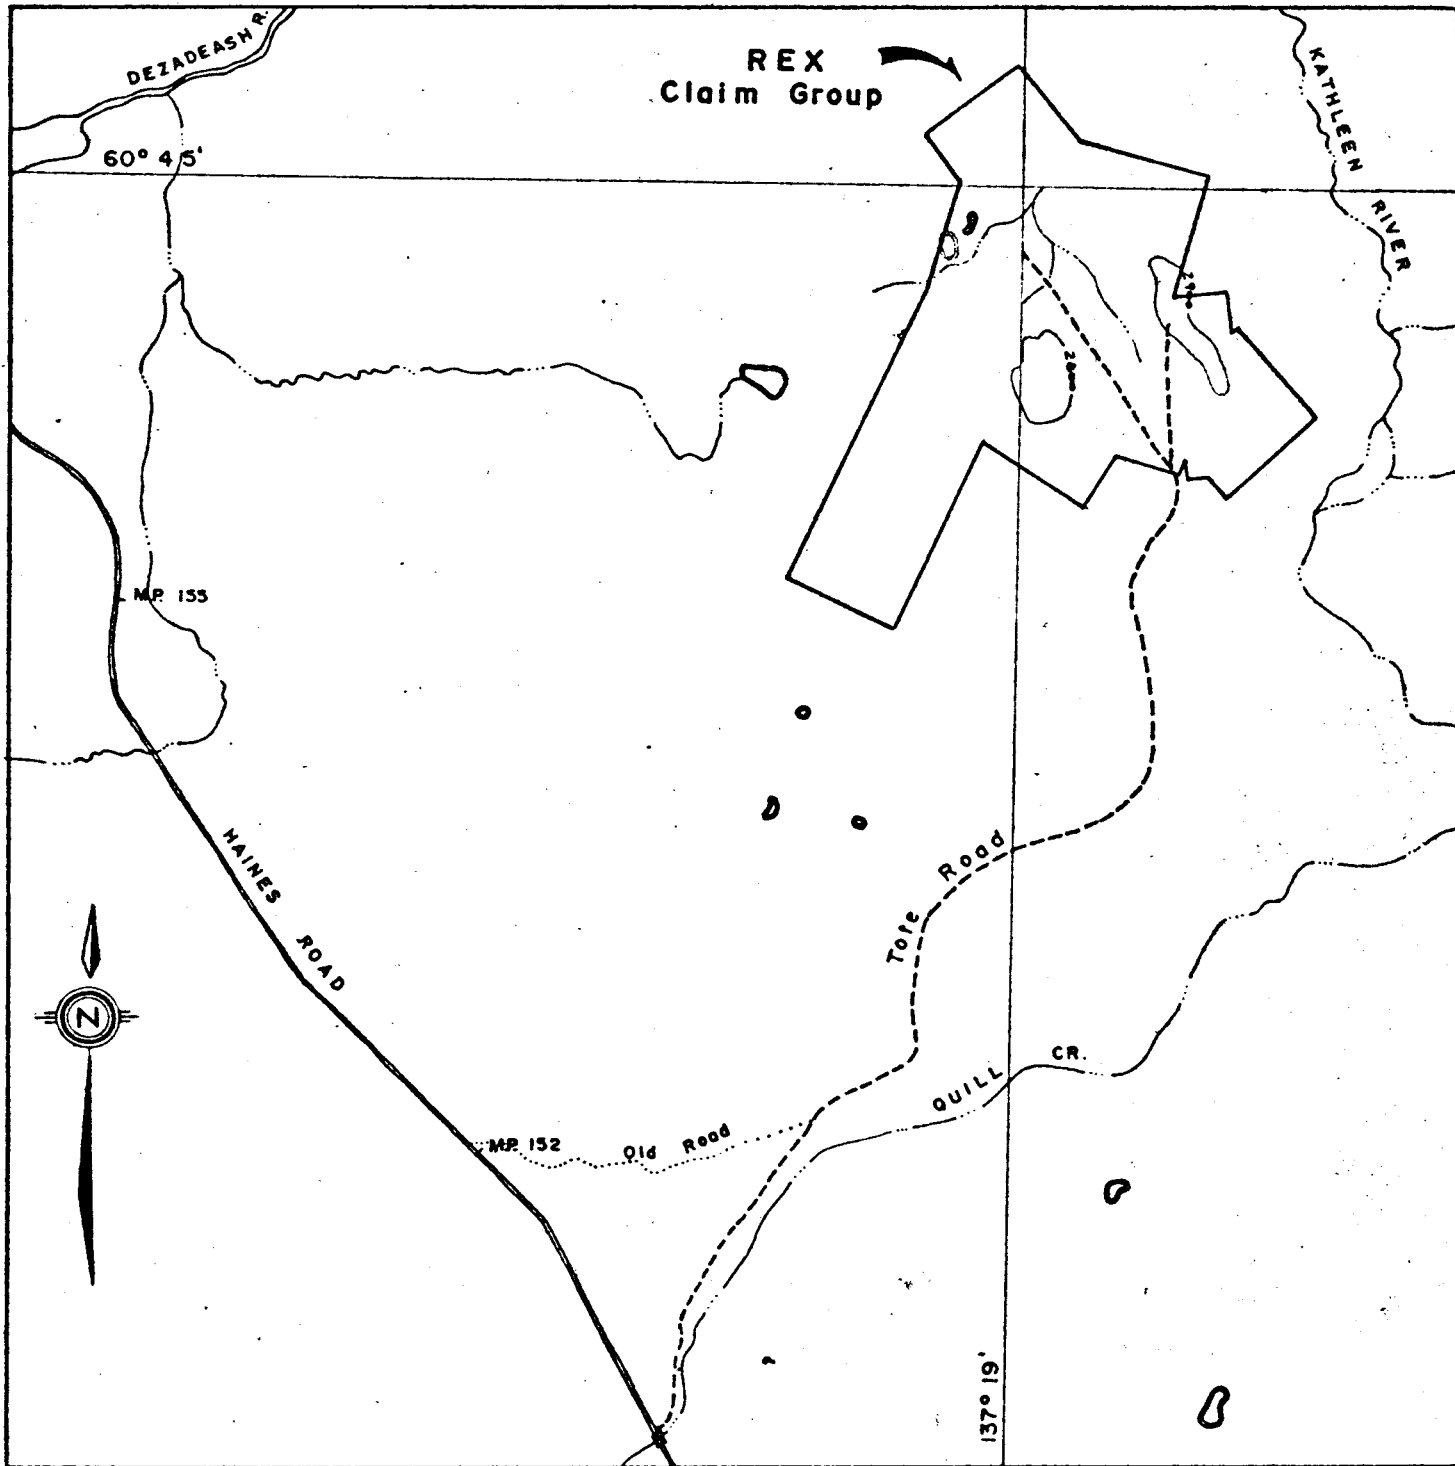 DEZADEASH R.
REX
Claim Group
KATHLEEN RIVER
60° 45'
M.P. 155
HAINES ROAD
Tote Road
N
QUILL CR.
M.P. 152
Old Road
137° 19'